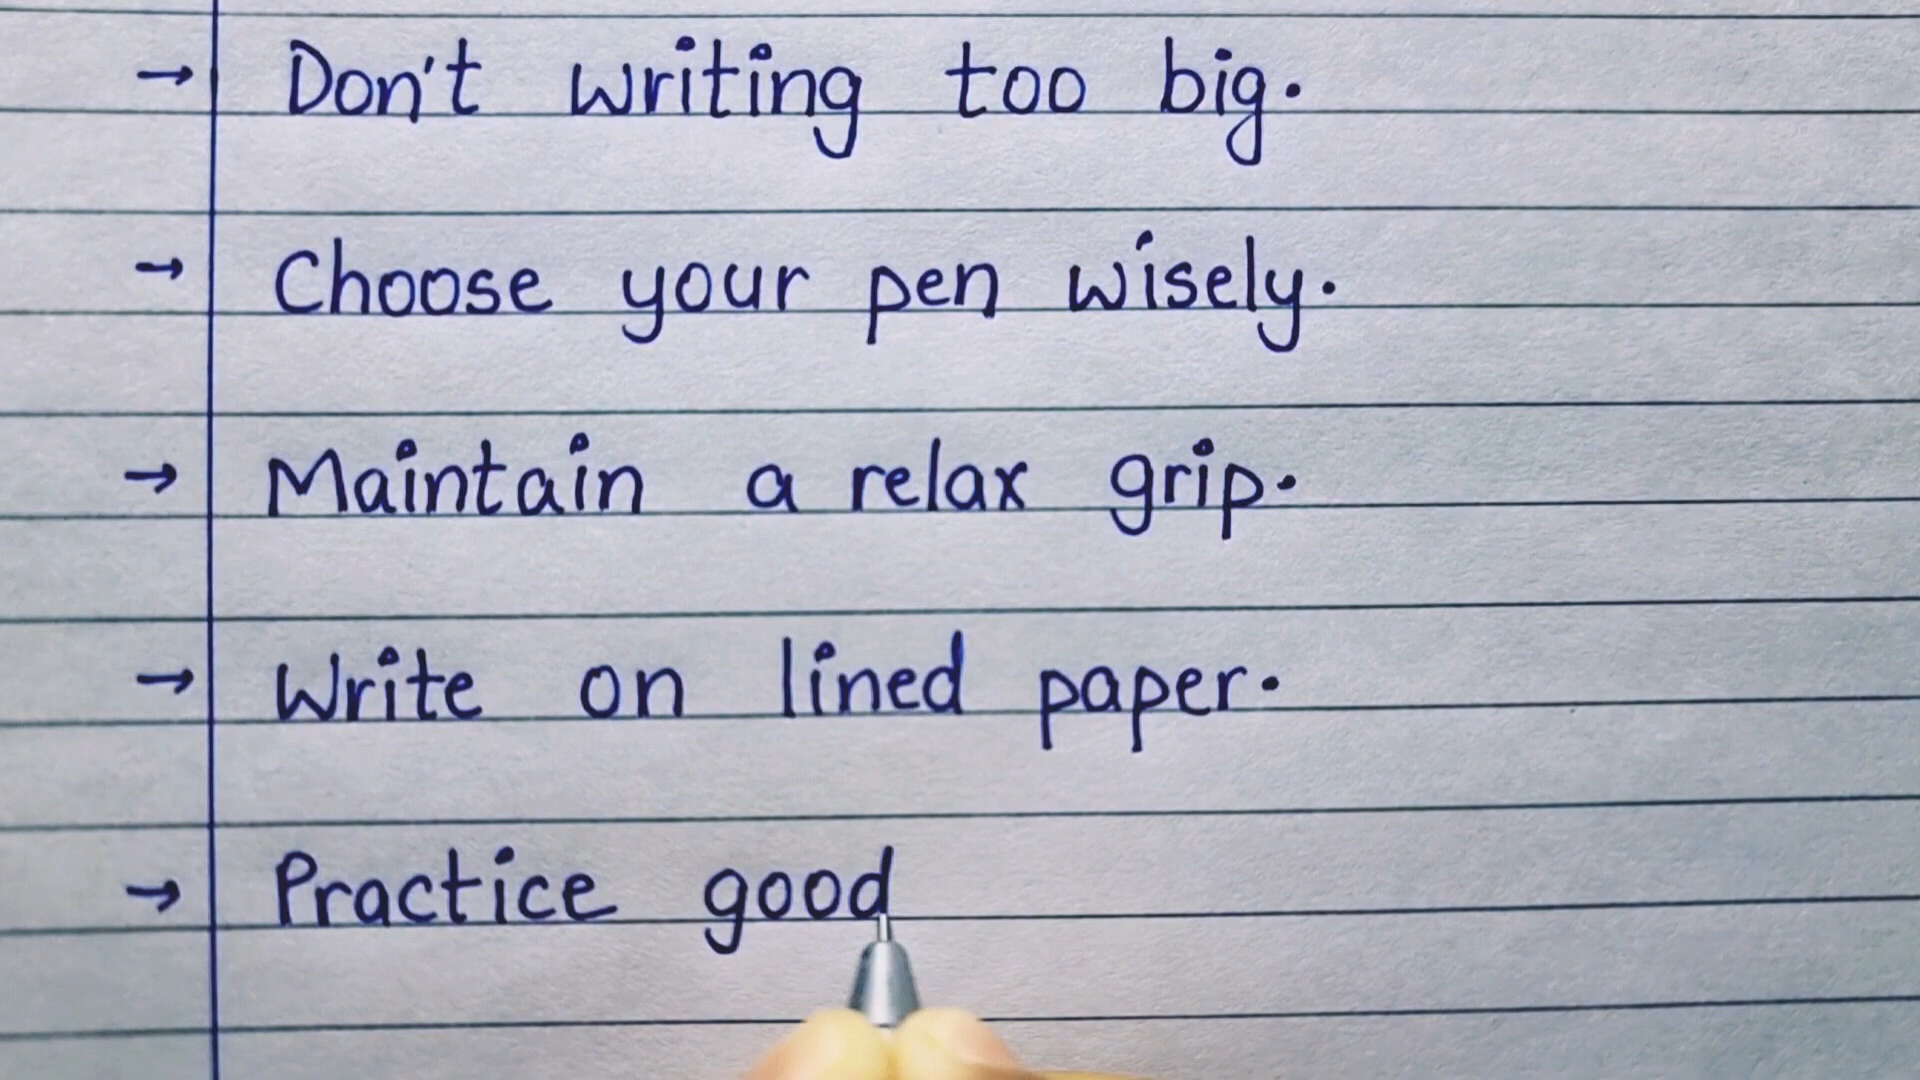 → Don't writing too big.
→ Choose your pen wisely.
→ Maintain a relax grip.
→ Write on lined paper.
→ Practice good